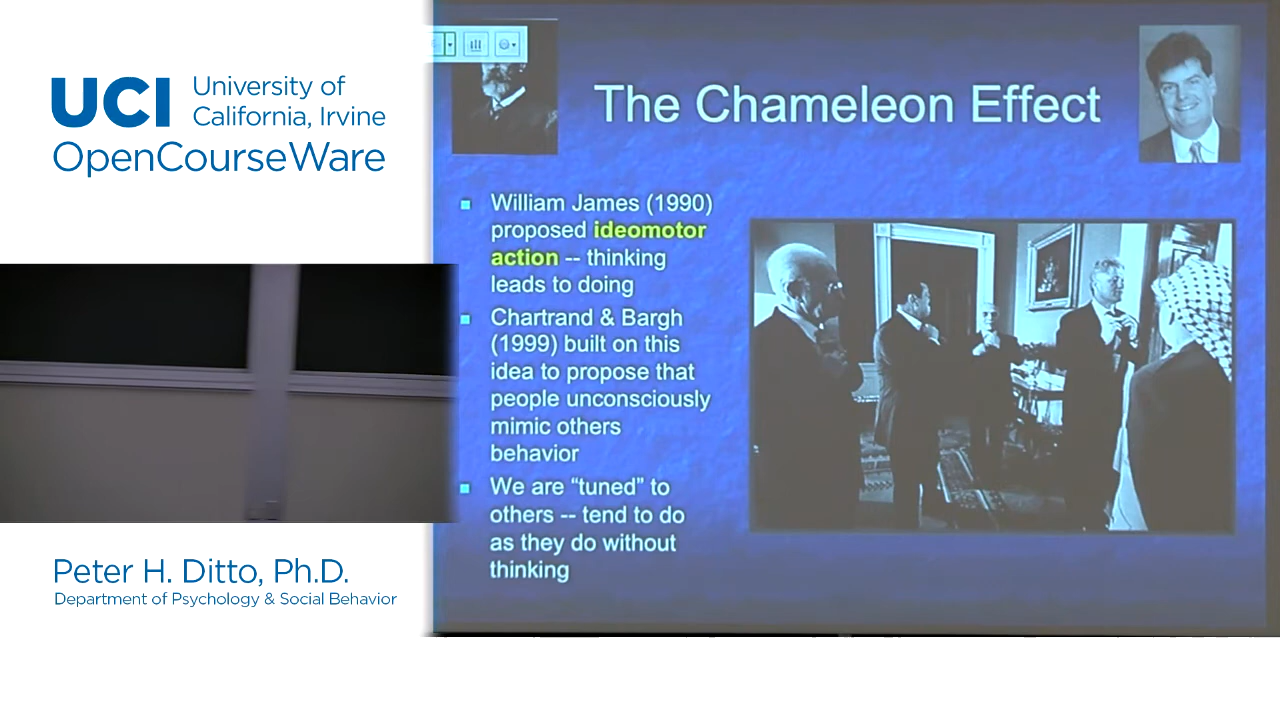 UCI University of
California, Irvine
OpenCourseWare
The Chameleon Effect
William James (1990)
proposed ideomotor
action -- thinking
leads to doing
Chartrand & Bargh
(1999) built on this
idea to propose that
people unconsciously
mimic others
behavior
We are “tuned” to
others -- tend to do
as they do without
thinking
Peter H. Ditto, Ph.D.
Department of Psychology & Social Behavior